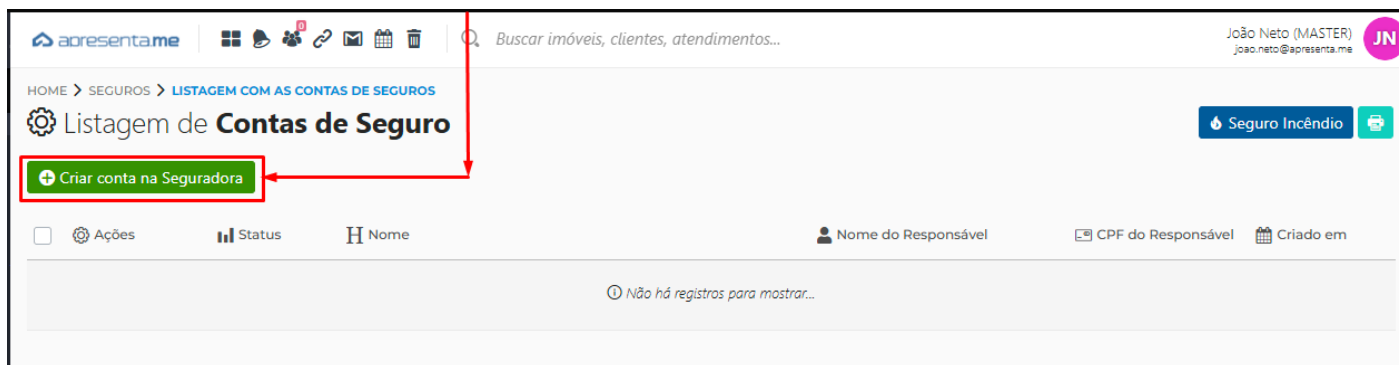 apresenta.me
0
Buscar imóveis, clientes, atendimentos...
João Neto (MASTER)
joao.neto@apresenta.me
JN
HOME > SEGUROS > LISTAGEM COM AS CONTAS DE SEGUROS
Listagem de Contas de Seguro
Seguro Incêndio
Criar conta na Seguradora
Ações Status Nome Nome do Responsável CPF do Responsável Criado em
Não há registros para mostrar...